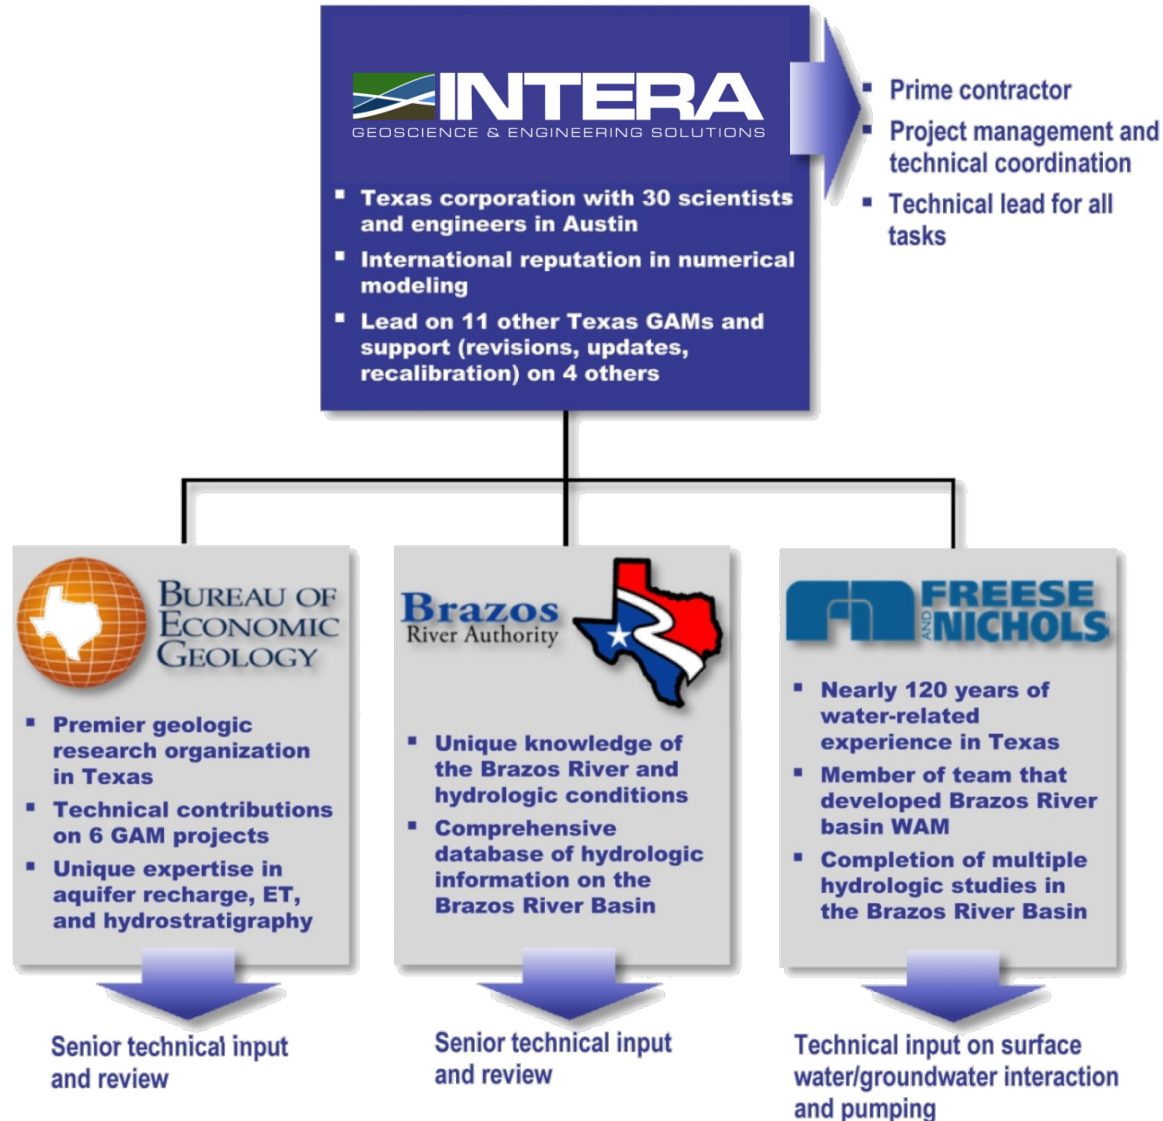 INTERA
GEOSCIENCE & ENGINEERING SOLUTIONS
▪ Texas corporation with 30 scientists
and engineers in Austin
▪ International reputation in numerical
modeling
▪ Lead on 11 other Texas GAMs and
support (revisions, updates,
recalibration) on 4 others
▪ Prime contractor
▪ Project management and
technical coordination
▪ Technical lead for all
tasks
BUREAU OF
ECONOMIC
GEOLOGY
▪ Premier geologic
research organization
in Texas
▪ Technical contributions
on 6 GAM projects
▪ Unique expertise in
aquifer recharge, ET,
and hydrostratigraphy
Senior technical input
and review
Brazos
River Authority
▪ Unique knowledge of
the Brazos River and
hydrologic conditions
▪ Comprehensive
database of hydrologic
information on the
Brazos River Basin
Senior technical input
and review
FREESE
AND NICHOLS
▪ Nearly 120 years of
water-related
experience in Texas
▪ Member of team that
developed Brazos River
basin WAM
▪ Completion of multiple
hydrologic studies in
the Brazos River Basin
Technical input on surface
water/groundwater interaction
and pumping